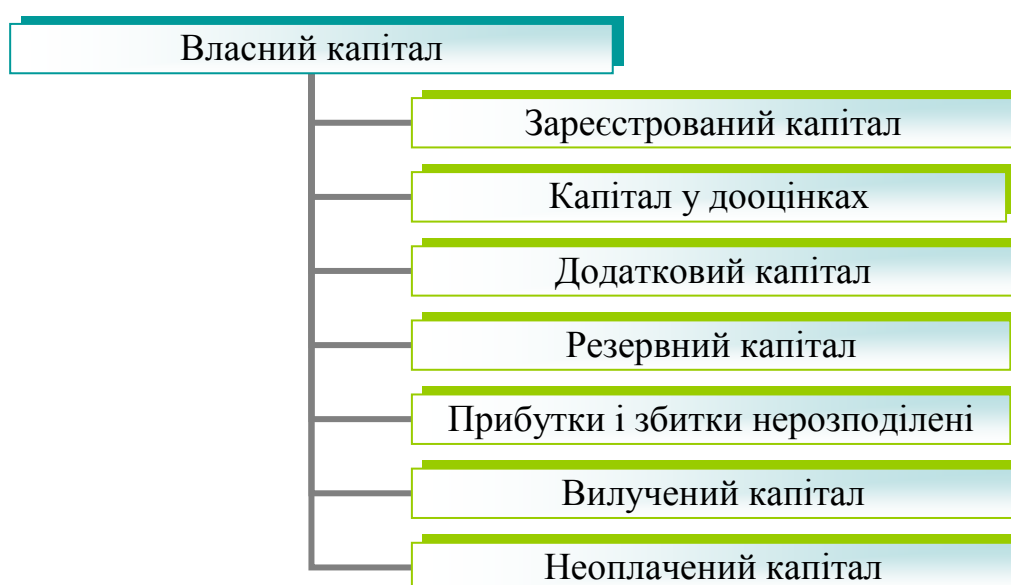 Власний капітал
Зареєстрований капітал
Капітал у дооцінках
Додатковий капітал
Резервний капітал
Прибутки і збитки нерозподілені
Вилучений капітал
Неоплачений капітал